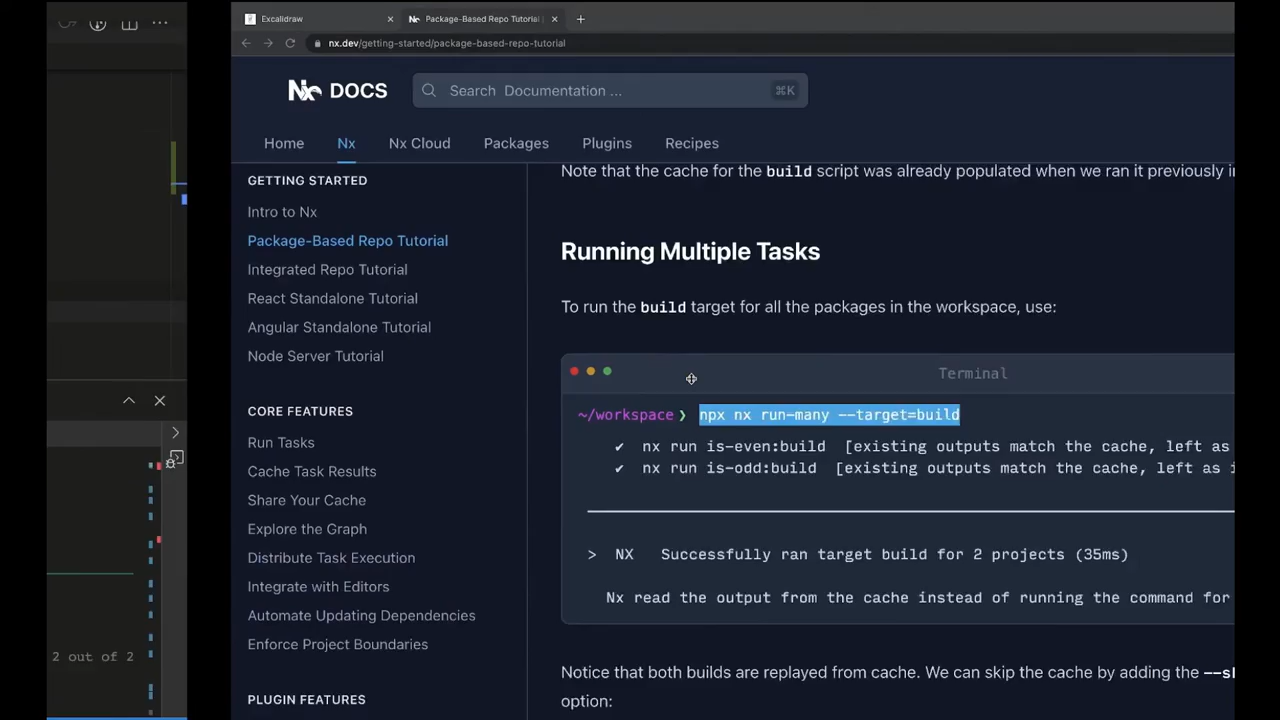 Excalidraw
Package-Based Repo Tutorial
nx.dev/getting-started/package-based-repo-tutorial
Nx DOCS
Search Documentation ...
⌘K
Home
Nx
Nx Cloud
Packages
Plugins
Recipes
GETTING STARTED
Intro to Nx
Package-Based Repo Tutorial
Integrated Repo Tutorial
React Standalone Tutorial
Angular Standalone Tutorial
Node Server Tutorial
CORE FEATURES
Run Tasks
Cache Task Results
Share Your Cache
Explore the Graph
Distribute Task Execution
Integrate with Editors
Automate Updating Dependencies
Enforce Project Boundaries
PLUGIN FEATURES
Note that the cache for the build script was already populated when we ran it previously
Running Multiple Tasks
To run the build target for all the packages in the workspace, use:
Terminal
~/workspace ❯ npx nx run-many --target=build
✔ nx run is-even:build [existing outputs match the cache, left as
✔ nx run is-odd:build [existing outputs match the cache, left as
> NX Successfully ran target build for 2 projects (35ms)
Nx read the output from the cache instead of running the command for
Notice that both builds are replayed from cache. We can skip the cache by adding the
option:
2 out of 2